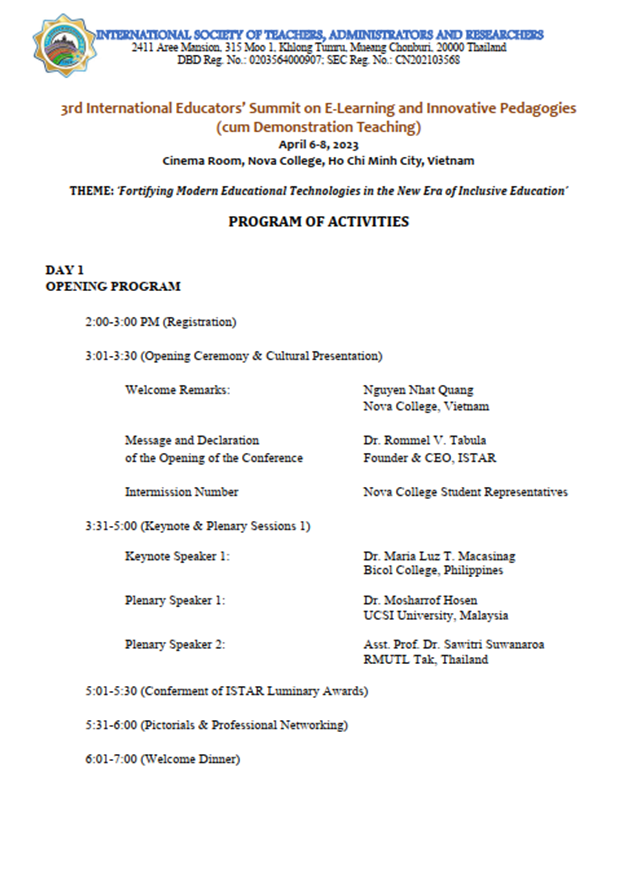 INTERNATIONAL SOCIETY OF TEACHERS, ADMINISTRATORS AND RESEARCHERS
2411 Aree Mansion, 315 Moo 1, Khlong Tumru, Mueang Chonburi, 20000 Thailand
DBD Reg. No.: 0203564000907; SEC Reg. No.: CN202103568
3rd International Educators' Summit on E-Learning and Innovative Pedagogies
(cum Demonstration Teaching)
April 6-8, 2023
Cinema Room, Nova College, Ho Chi Minh City, Vietnam
THEME: 'Fortifying Modern Educational Technologies in the New Era of Inclusive Education'
PROGRAM OF ACTIVITIES
DAY 1
OPENING PROGRAM
2:00-3:00 PM (Registration)
3:01-3:30 (Opening Ceremony & Cultural Presentation)
Welcome Remarks: Nguyen Nhat Quang
Nova College, Vietnam
Message and Declaration Dr. Rommel V. Tabula
of the Opening of the Conference Founder & CEO, ISTAR
Intermission Number Nova College Student Representatives
3:31-5:00 (Keynote & Plenary Sessions 1)
Keynote Speaker 1: Dr. Maria Luz T. Macasinag
Bicol College, Philippines
Plenary Speaker 1: Dr. Mosharrof Hosen
UCSI University, Malaysia
Plenary Speaker 2: Asst. Prof. Dr. Sawitri Suwanaroa
RMUTL Tak, Thailand
5:01-5:30 (Conferment of ISTAR Luminary Awards)
5:31-6:00 (Pictorials & Professional Networking)
6:01-7:00 (Welcome Dinner)